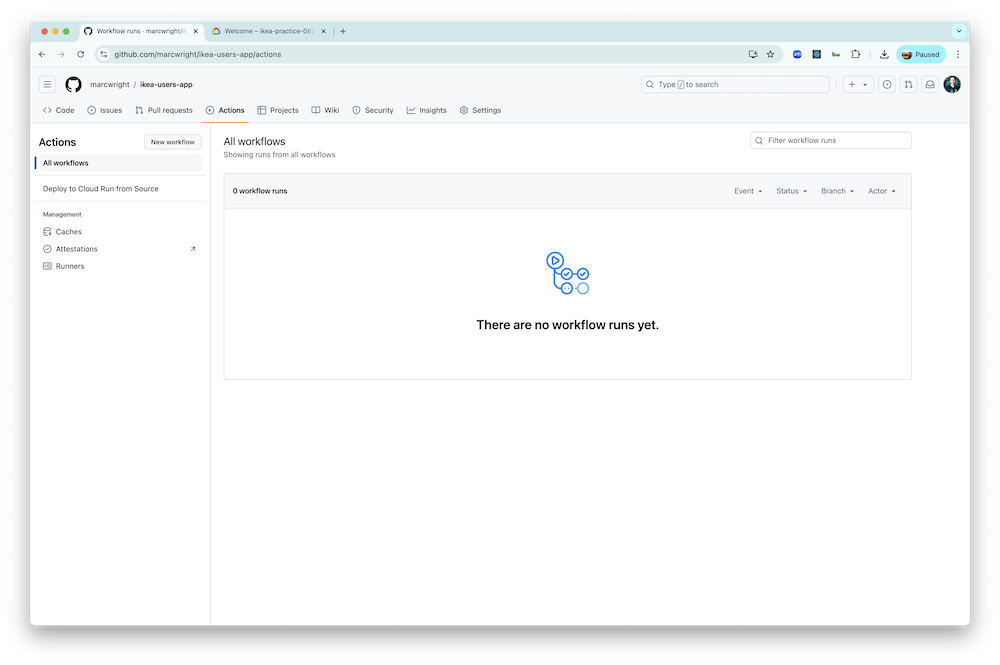 Workflow runs · marcwright/i
Welcome – ikea-practice-08
github.com/marcwright/ikea-users-app/actions
Paused
marcwright / ikea-users-app
Type / to search
Code Issues Pull requests Actions Projects Wiki Security Insights Settings
Actions
New workflow
All workflows
Deploy to Cloud Run from Source
Management
Caches
Attestations
Runners
All workflows
Showing runs from all workflows
Filter workflow runs
0 workflow runs
Event Status Branch Actor
There are no workflow runs yet.